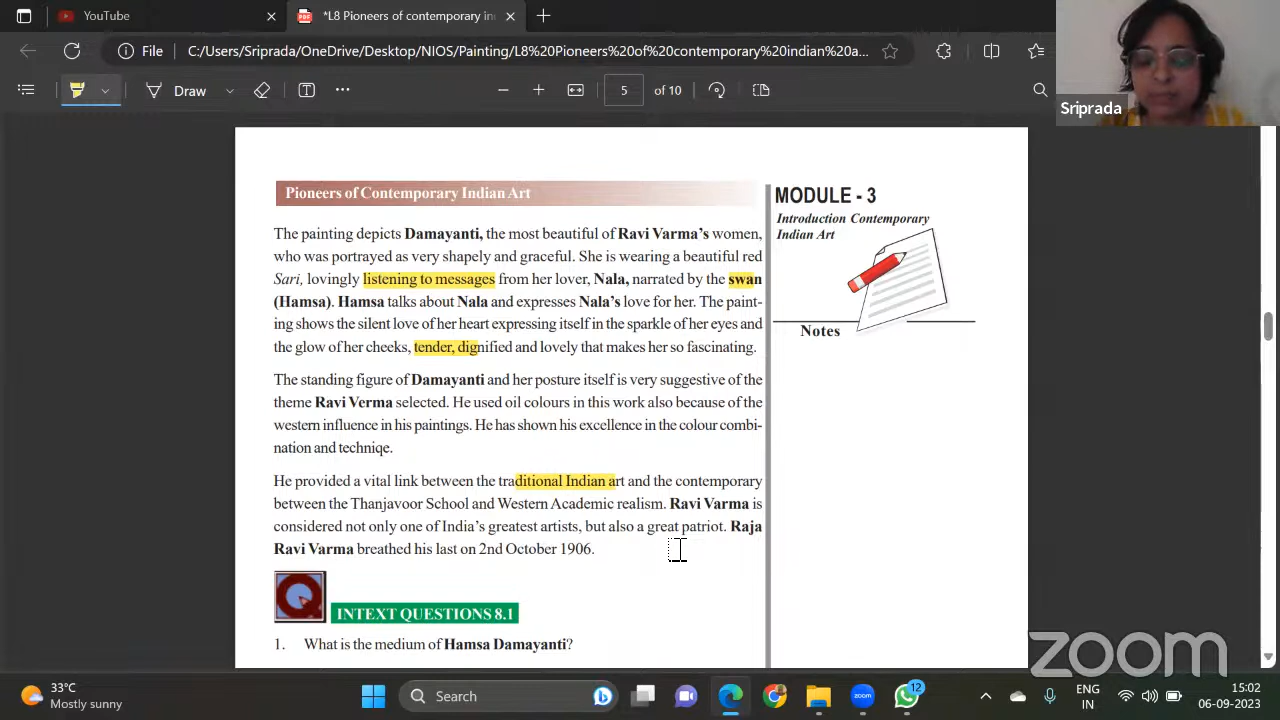 YouTube
*L8 Pioneers of contemporary ind
File
C:/Users/Sriprada/OneDrive/Desktop/NIOS/Painting/L8%20Pioneers%20of%20contemporary%20indian%20a...
Draw
5
of 10
Sriprada
Pioneers of Contemporary Indian Art
The painting depicts Damayanti, the most beautiful of Ravi Varma's women,
who was portrayed as very shapely and graceful. She is wearing a beautiful red
Sari, lovingly listening to messages from her lover, Nala, narrated by the swan
(Hamsa). Hamsa talks about Nala and expresses Nala's love for her. The paint-
ing shows the silent love of her heart expressing itself in the sparkle of her eyes and
the glow of her cheeks, tender, dignified and lovely that makes her so fascinating.
The standing figure of Damayanti and her posture itself is very suggestive of the
theme Ravi Verma selected. He used oil colours in this work also because of the
western influence in his paintings. He has shown his excellence in the colour combi-
nation and techniqe.
He provided a vital link between the traditional Indian art and the contemporary
between the Thanjavoor School and Western Academic realism. Ravi Varma is
considered not only one of India's greatest artists, but also a great patriot. Raja
Ravi Varma breathed his last on 2nd October 1906.
INTEXT QUESTIONS 8.1
1. What is the medium of Hamsa Damayanti?
MODULE - 3
Introduction Contemporary
Indian Art
Notes
zoom
33°C
Mostly sunny
Search
12
ENG
IN
15:02
06-09-2023